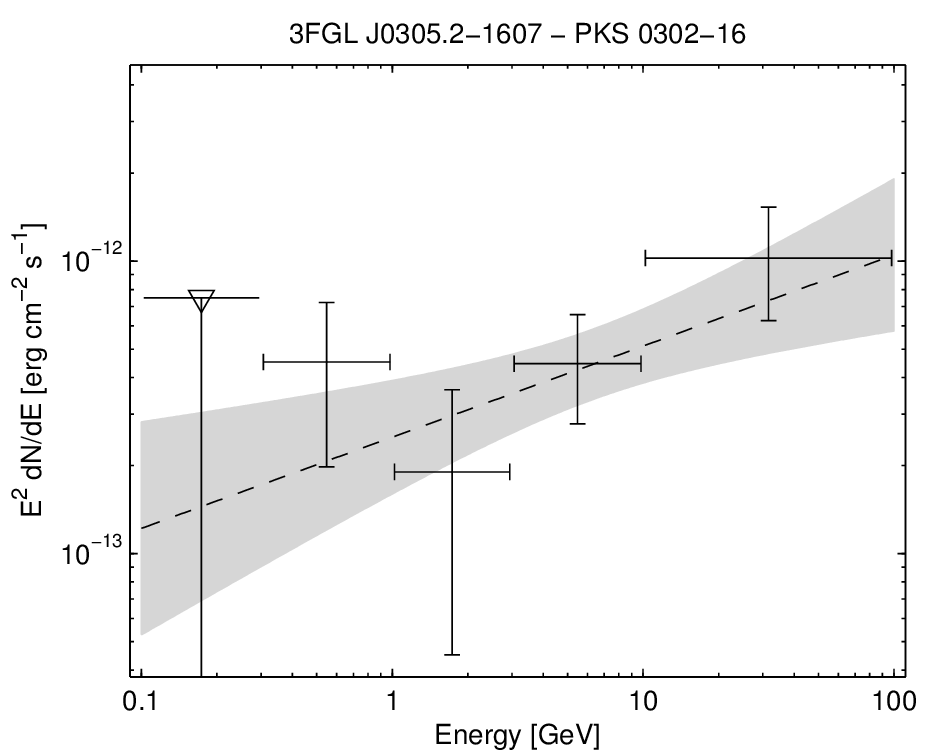 3FGL J0305.2−1607 − PKS 0302−16
E² dN/dE [erg cm⁻² s⁻¹]
10⁻¹²
10⁻¹³
0.1 1 10 100
Energy [GeV]